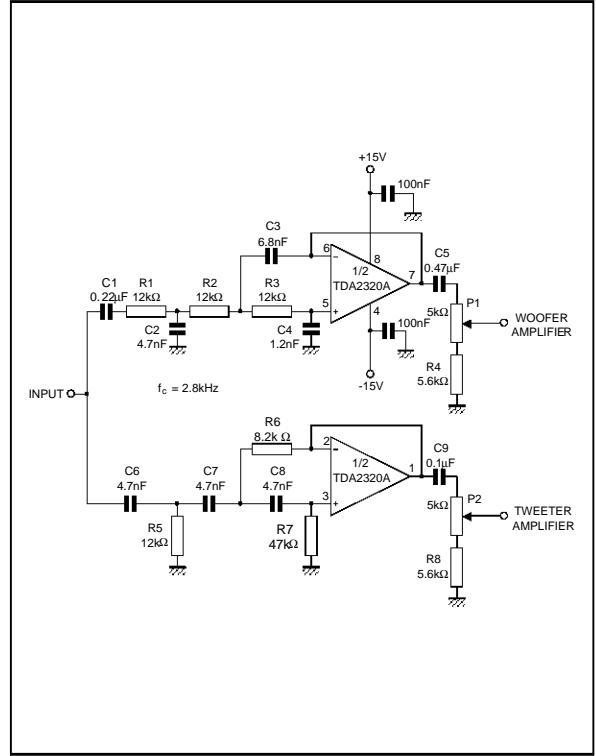 +15V
100nF
C3
6.8nF
6
8
1/2
TDA2320A
7
C5
0.47µF
C1
0.22µF
R1
12kΩ
R2
12kΩ
R3
12kΩ
5
4
C2
4.7nF
C4
1.2nF
100nF
-15V
5kΩ
P1
WOOFER
AMPLIFIER
R4
5.6kΩ
INPUT
fc = 2.8kHz
R6
8.2k Ω
2
1/2
TDA2320A
1
3
C9
0.1µF
C6
4.7nF
C7
4.7nF
C8
4.7nF
R5
12kΩ
R7
47kΩ
5kΩ
P2
TWEETER
AMPLIFIER
R8
5.6kΩ